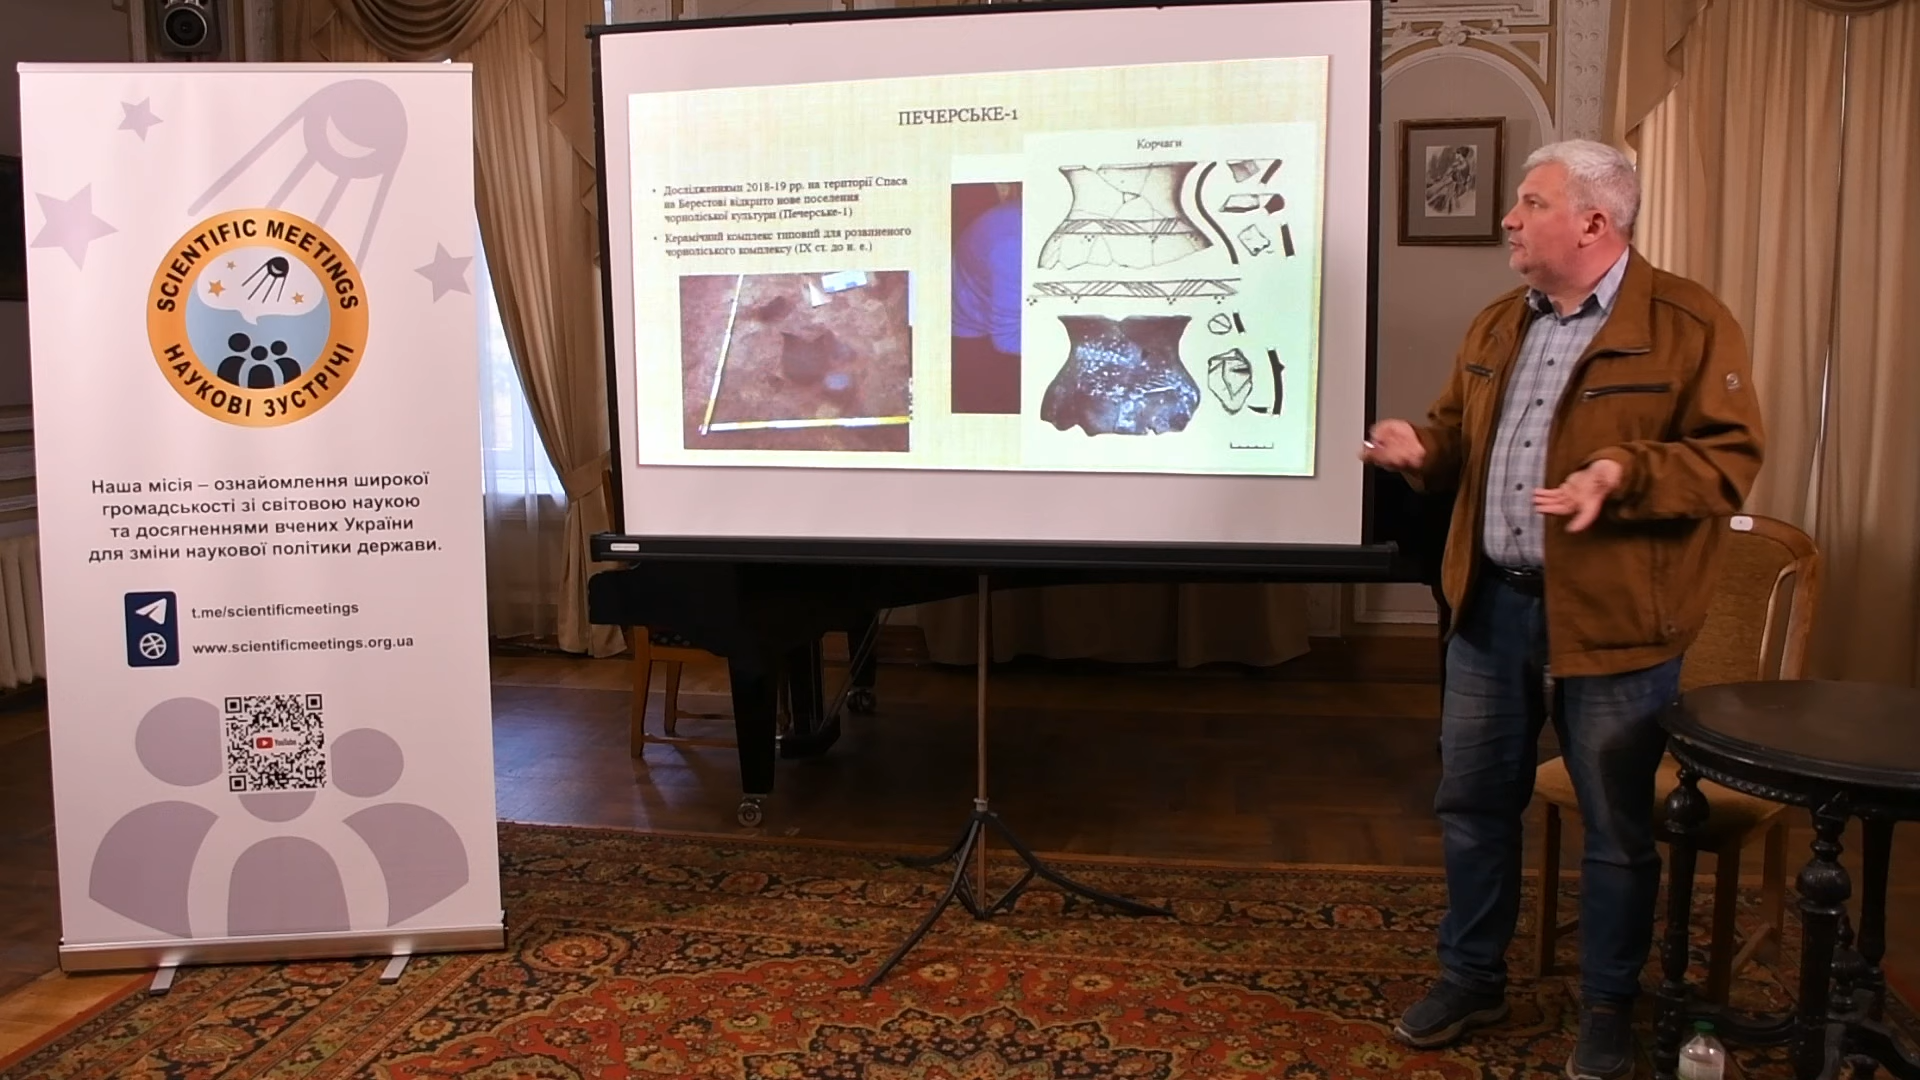 SCIENTIFIC MEETINGS
НАУКОВІ ЗУСТРІЧІ
Наша місія – ознайомлення широкої
громадськості зі світовою наукою
та досягненнями вчених України
для зміни наукової політики держави.
t.me/scientificmeetings
www.scientificmeetings.org.ua
YouTube
ПЕЧЕРСЬКЕ-1
• Дослідженнями 2018-19 рр. на території Спаса
на Берестові відкрито нове поселення
чорноліської культури (Печерське-1)
• Керамічний комплекс типовий для розвиненого
чорноліського комплексу (IX ст. до н. е.)
Корчаги